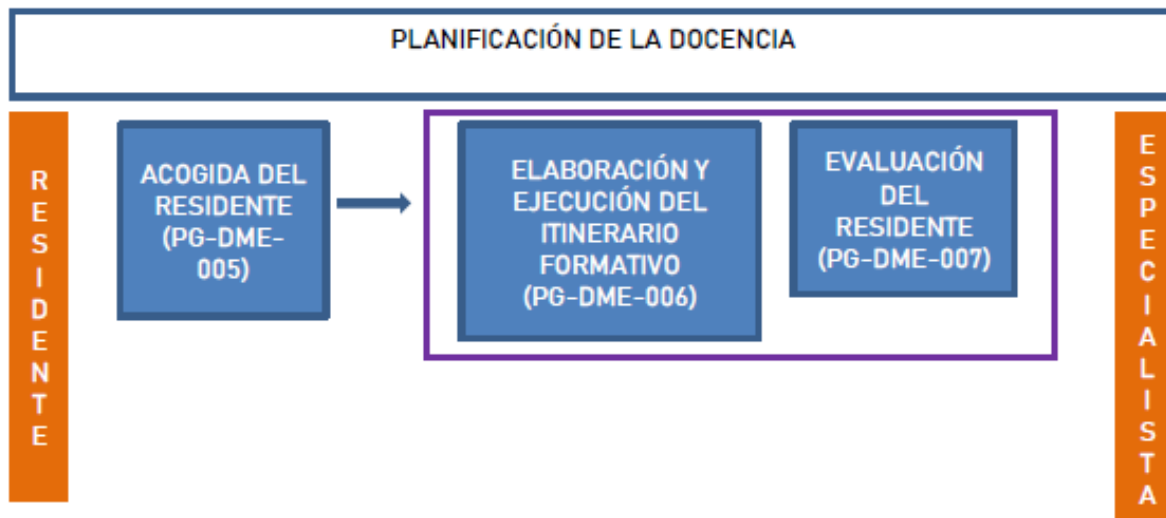 PLANIFICACIÓN DE LA DOCENCIA
RESIDENTE
ACOGIDA DEL
RESIDENTE
(PG-DME-
005)
ELABORACIÓN Y
EJECUCIÓN DEL
ITINERARIO
FORMATIVO
(PG-DME-006)
EVALUACIÓN
DEL
RESIDENTE
(PG-DME-007)
ESPECIALISTA